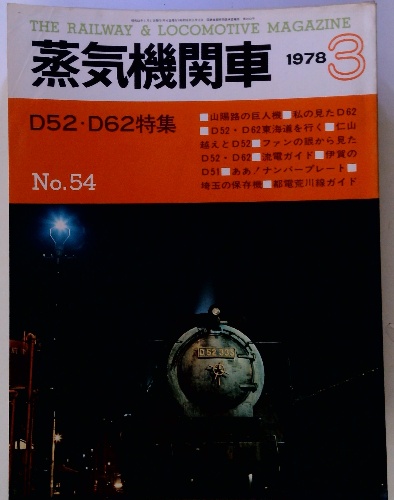 THE RAILWAY & LOCOMOTIVE MAGAZINE
蒸気機関車
1978 3
D52・D62特集
■山陽路の巨人機■私の見たD62
■D52・D62東海道を行く■仁山
越えとD52■ファンの眼から見た
D52・D62■流電ガイド■伊賀の
D51■ああ！ナンバープレート■
埼玉の保存機■都電荒川線ガイド
No.54